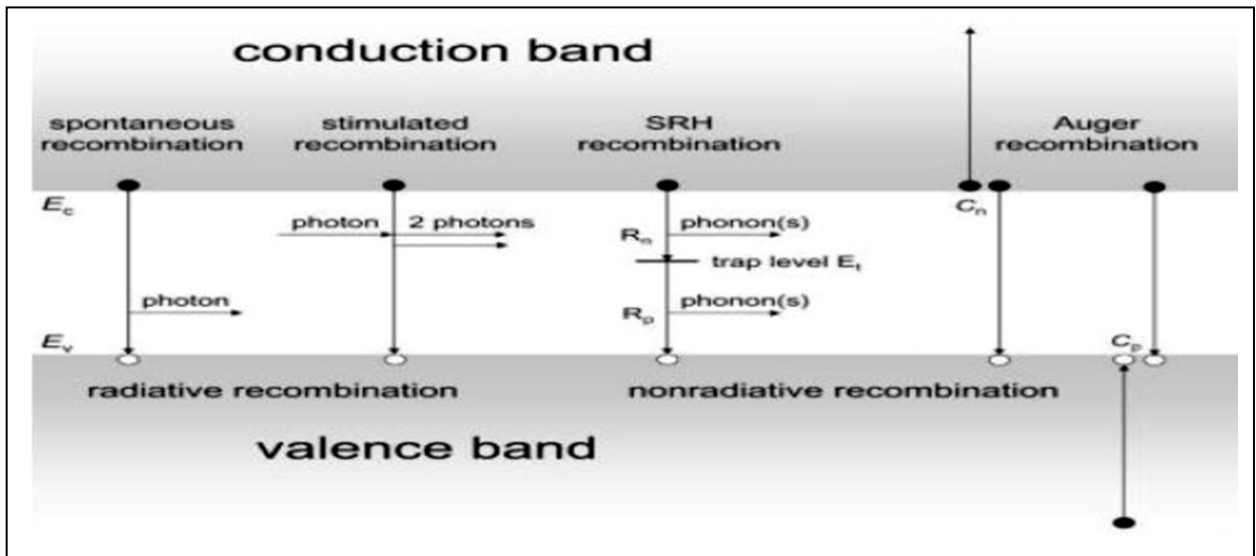 conduction band
spontaneous recombination
stimulated recombination
SRH recombination
Auger recombination
Ec
Cn
photon
2 photons
Rn
phonon(s)
trap level Et
photon
Rp
phonon(s)
Ev
Cp
radiative recombination
nonradiative recombination
valence band